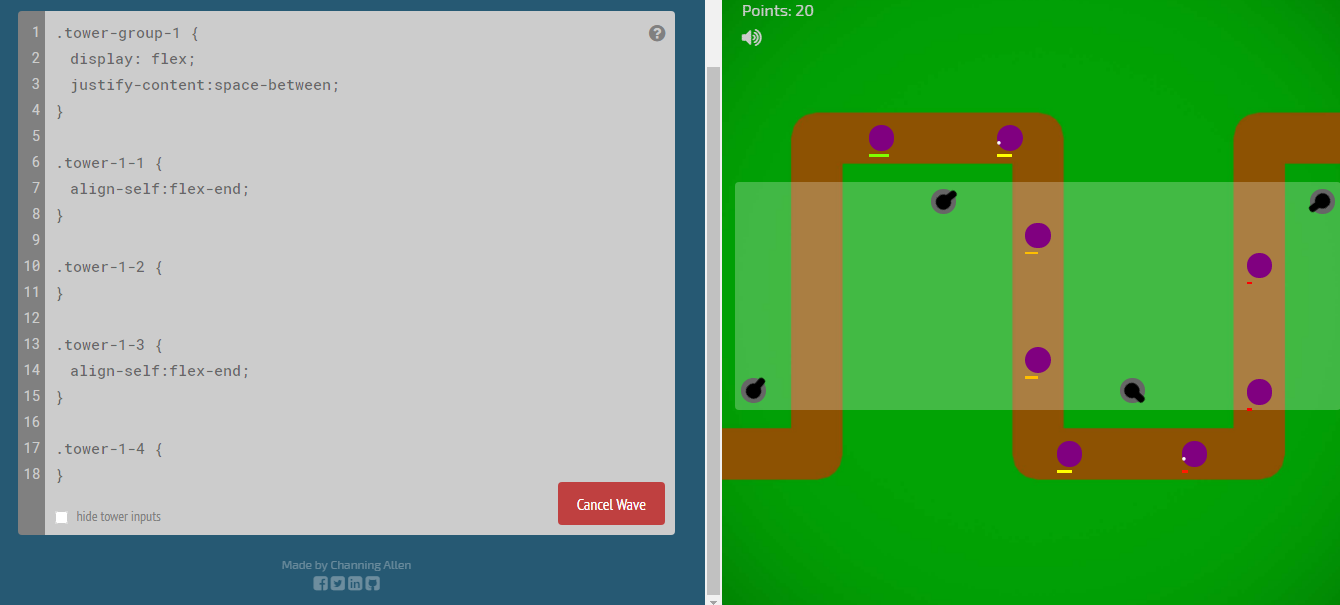 1 .tower-group-1 {
2 display: flex;
3 justify-content:space-between;
4 }
5
6 .tower-1-1 {
7 align-self:flex-end;
8 }
9
10 .tower-1-2 {
11 }
12
13 .tower-1-3 {
14 align-self:flex-end;
15 }
16
17 .tower-1-4 {
18 }
?
hide tower inputs
Cancel Wave
Made by Channing Allen
Points: 20